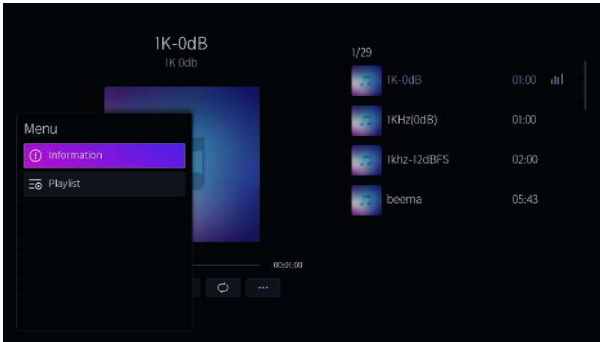 1K-0dB
1K 0db
Menu
Information
Playlist
00:01:00
1/29
1K-0dB 01:00
1KHz(0dB) 01:00
1khz-12dBFS 02:00
beema 05:43